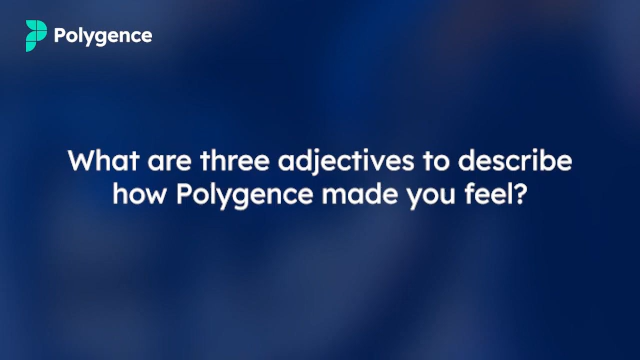 Polygence
What are three adjectives to describe
how Polygence made you feel?